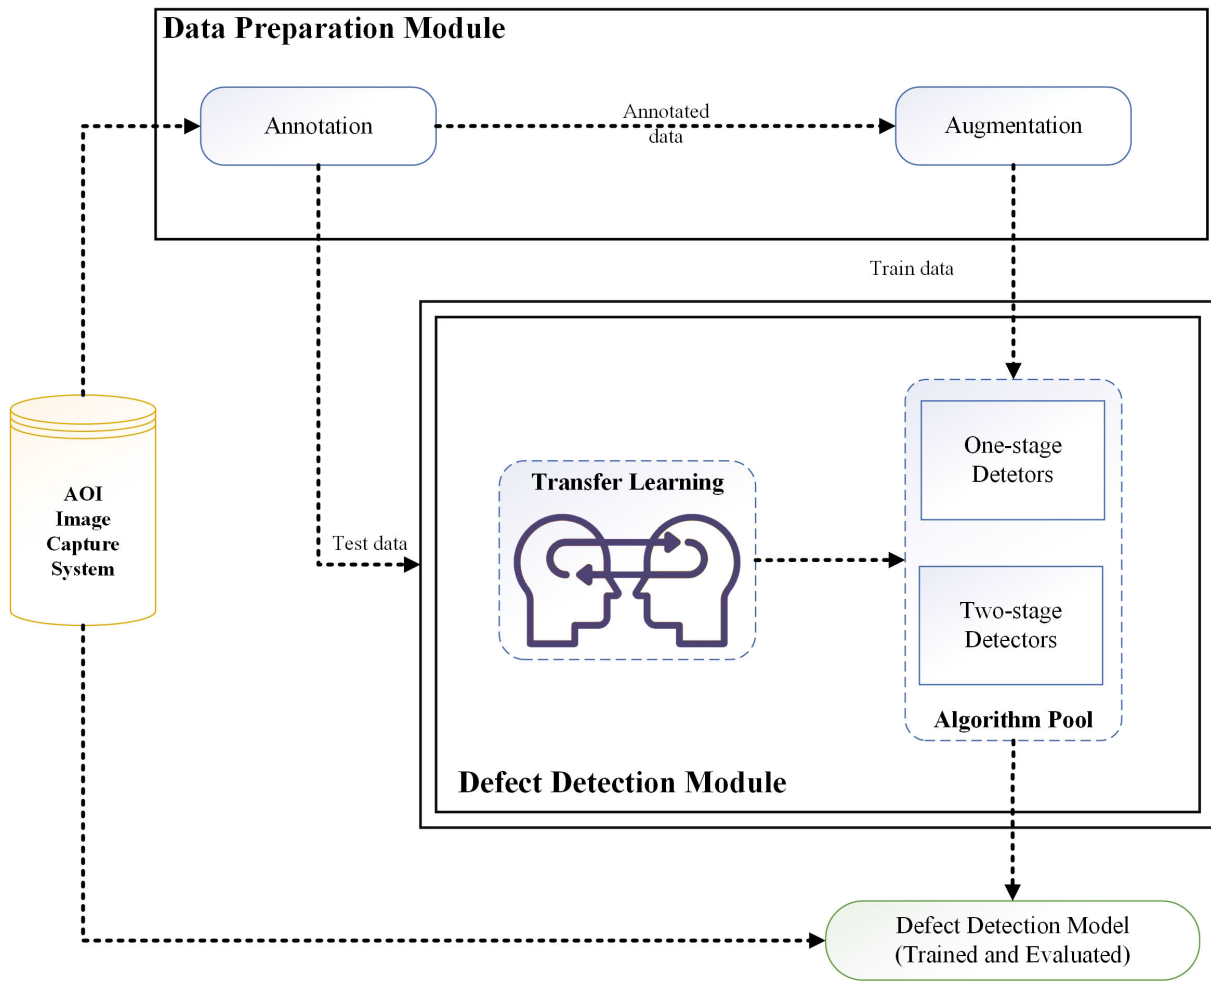 Data Preparation Module
Annotation
Annotated
data
Augmentation
Train data
AOI
Image
Capture
System
Test data
Transfer Learning
One-stage
Detetors
Two-stage
Detectors
Algorithm Pool
Defect Detection Module
Defect Detection Model
(Trained and Evaluated)